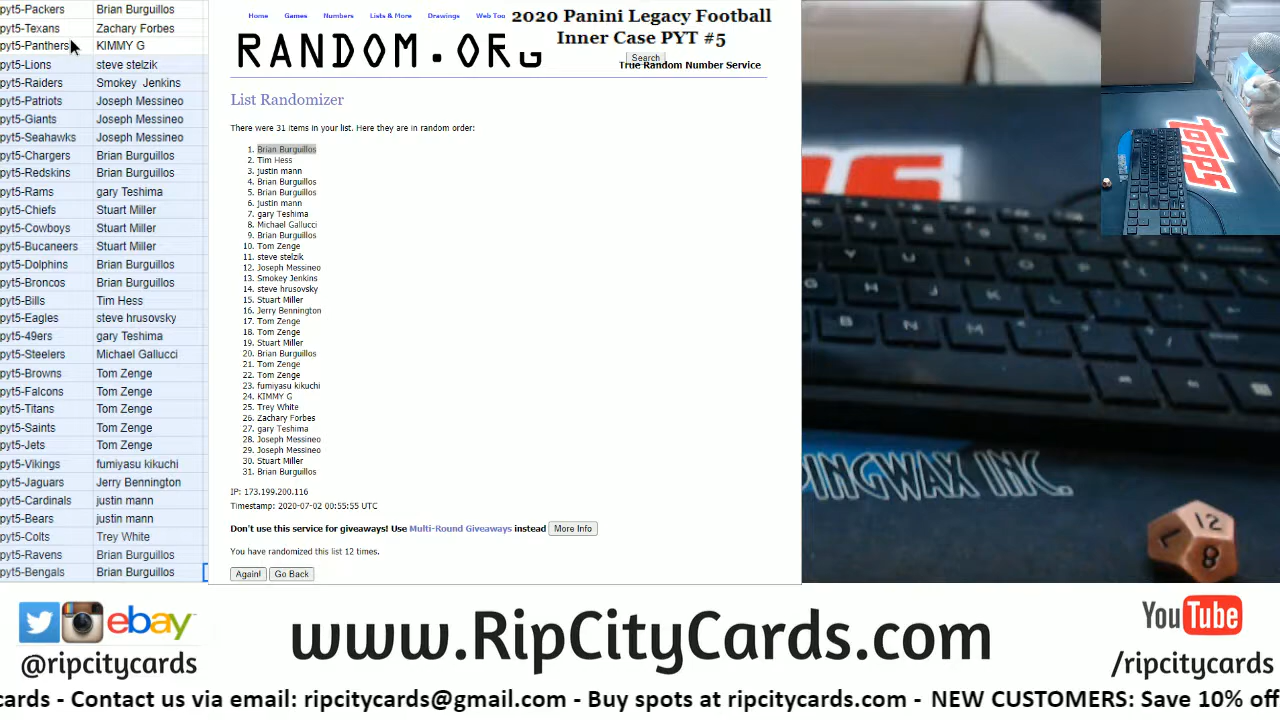 pyt5-Packers Brian Burguillos
pyt5-Texans Zachary Forbes
pyt5-Panthers KIMMY G
pyt5-Lions steve stelzik
pyt5-Raiders Smokey Jenkins
pyt5-Patriots Joseph Messineo
pyt5-Giants Joseph Messineo
pyt5-Seahawks Joseph Messineo
pyt5-Chargers Brian Burguillos
pyt5-Redskins Brian Burguillos
pyt5-Rams gary Teshima
pyt5-Chiefs Stuart Miller
pyt5-Cowboys Stuart Miller
pyt5-Bucaneers Stuart Miller
pyt5-Dolphins Brian Burguillos
pyt5-Broncos Brian Burguillos
pyt5-Bills Tim Hess
pyt5-Eagles steve hrusovsky
pyt5-49ers gary Teshima
pyt5-Steelers Michael Gallucci
pyt5-Browns Tom Zenge
pyt5-Falcons Tom Zenge
pyt5-Titans Tom Zenge
pyt5-Saints Tom Zenge
pyt5-Jets Tom Zenge
pyt5-Vikings fumiyasu kikuchi
pyt5-Jaguars Jerry Bennington
pyt5-Cardinals justin mann
pyt5-Bears justin mann
pyt5-Colts Trey White
pyt5-Ravens Brian Burguillos
pyt5-Bengals Brian Burguillos
Home Games Numbers Lists & More Drawings Web Too
2020 Panini Legacy Football
Inner Case PYT #5
RANDOM.ORG
Search
True Random Number Service
List Randomizer
There were 31 items in your list. Here they are in random order:
1. Brian Burguillos
2. Tim Hess
3. justin mann
4. Brian Burguillos
5. Brian Burguillos
6. justin mann
7. gary Teshima
8. Michael Gallucci
9. Brian Burguillos
10. Tom Zenge
11. steve stelzik
12. Joseph Messineo
13. Smokey Jenkins
14. steve hrusovsky
15. Stuart Miller
16. Jerry Bennington
17. Tom Zenge
18. Tom Zenge
19. Stuart Miller
20. Brian Burguillos
21. Tom Zenge
22. Tom Zenge
23. fumiyasu kikuchi
24. KIMMY G
25. Trey White
26. Zachary Forbes
27. gary Teshima
28. Joseph Messineo
29. Joseph Messineo
30. Stuart Miller
31. Brian Burguillos
IP: 173.199.200.116
Timestamp: 2020-07-02 00:55:55 UTC
Don't use this service for giveaways! Use Multi-Round Giveaways instead More Info
You have randomized this list 12 times.
Again! Go Back
topps
PINGWAX INC.
12
8
ebay
@ripcitycards
www.RipCityCards.com
YouTube
/ripcitycards
cards - Contact us via email: ripcitycards@gmail.com - Buy spots at ripcitycards.com - NEW CUSTOMERS: Save 10% off